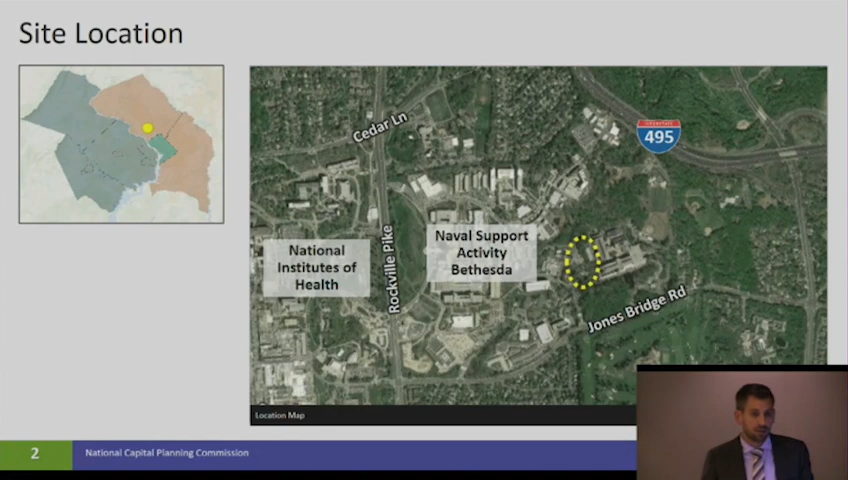 Site Location
Cedar Ln
INTERSTATE
495
National
Institutes of
Health
Rockville Pike
Naval Support
Activity
Bethesda
Jones Bridge Rd
Location Map
2
National Capital Planning Commission